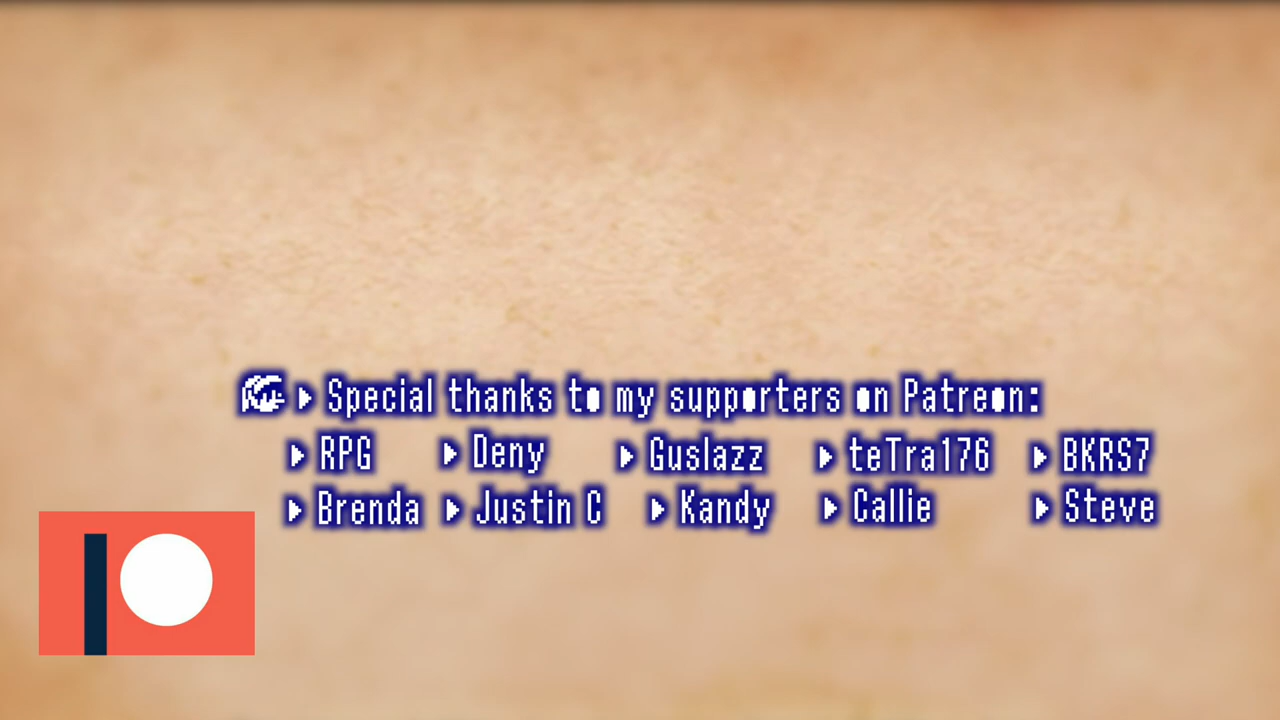 Special thanks to my supporters on Patreon:
RPG Deny Guslazz teTra176 BKRS7
Brenda Justin C Kandy Callie Steve